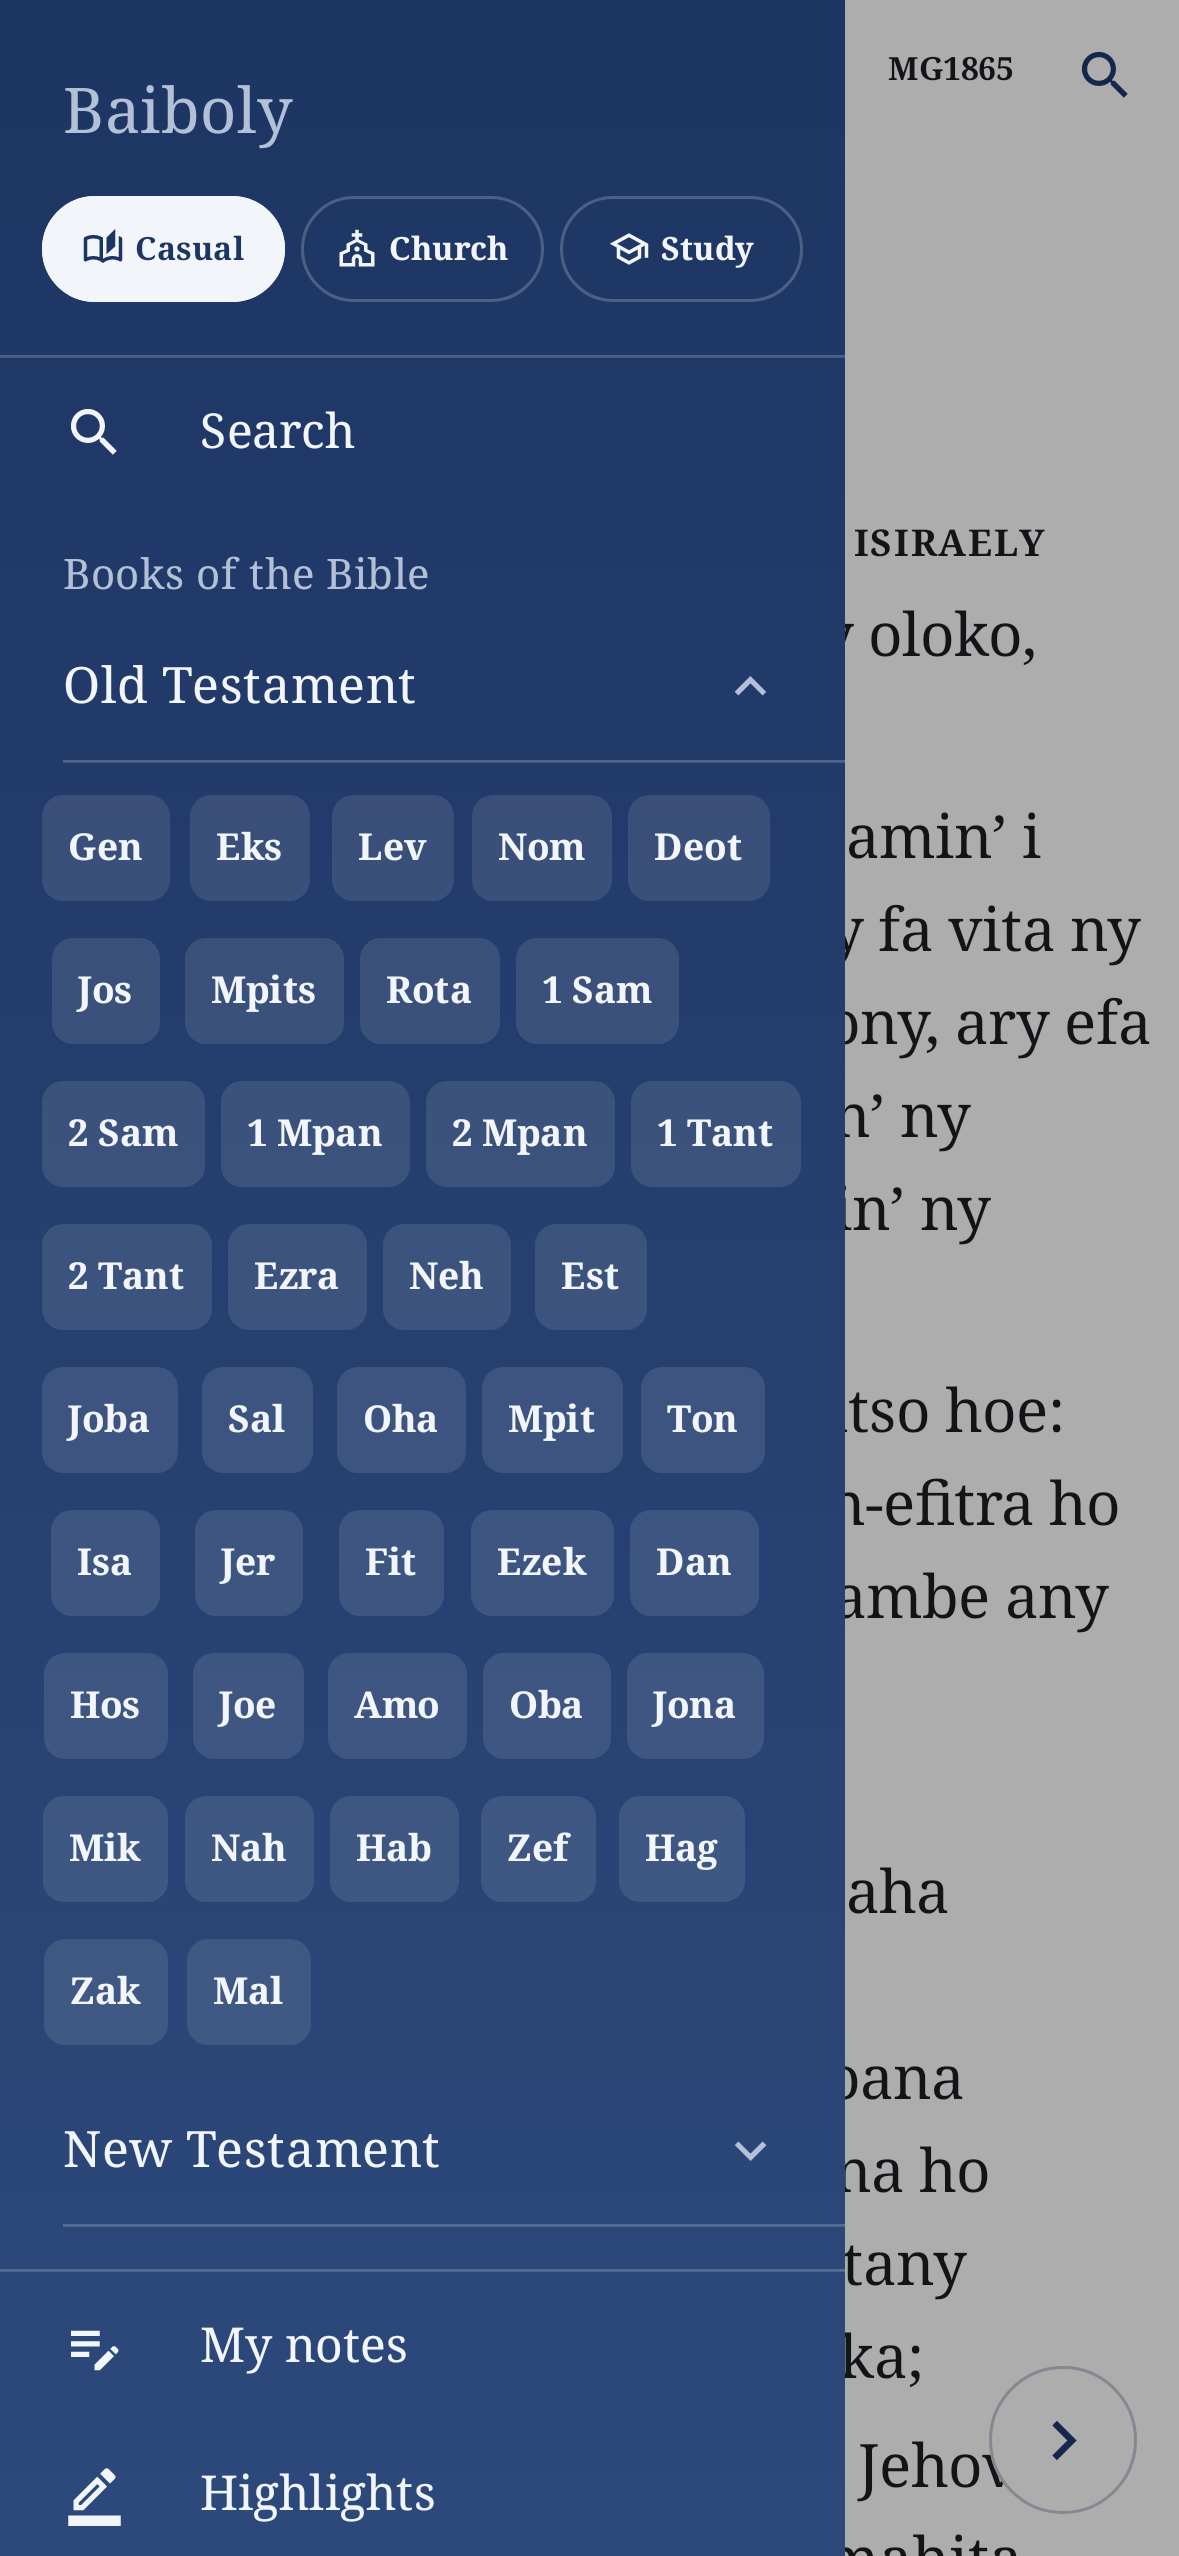 Baiboly
MG1865
Casual
Church
Study
Search
Books of the Bible
Old Testament
Gen Eks Lev Nom Deot
Jos Mpits Rota 1 Sam
2 Sam 1 Mpan 2 Mpan 1 Tant
2 Tant Ezra Neh Est
Joba Sal Oha Mpit Ton
Isa Jer Fit Ezek Dan
Hos Joe Amo Oba Jona
Mik Nah Hab Zef Hag
Zak Mal
New Testament
My notes
Highlights
ISIRAELY
oloko,
amin’ i
fa vita ny
ary efa
ny
ny
hoe:
ho
any
ho